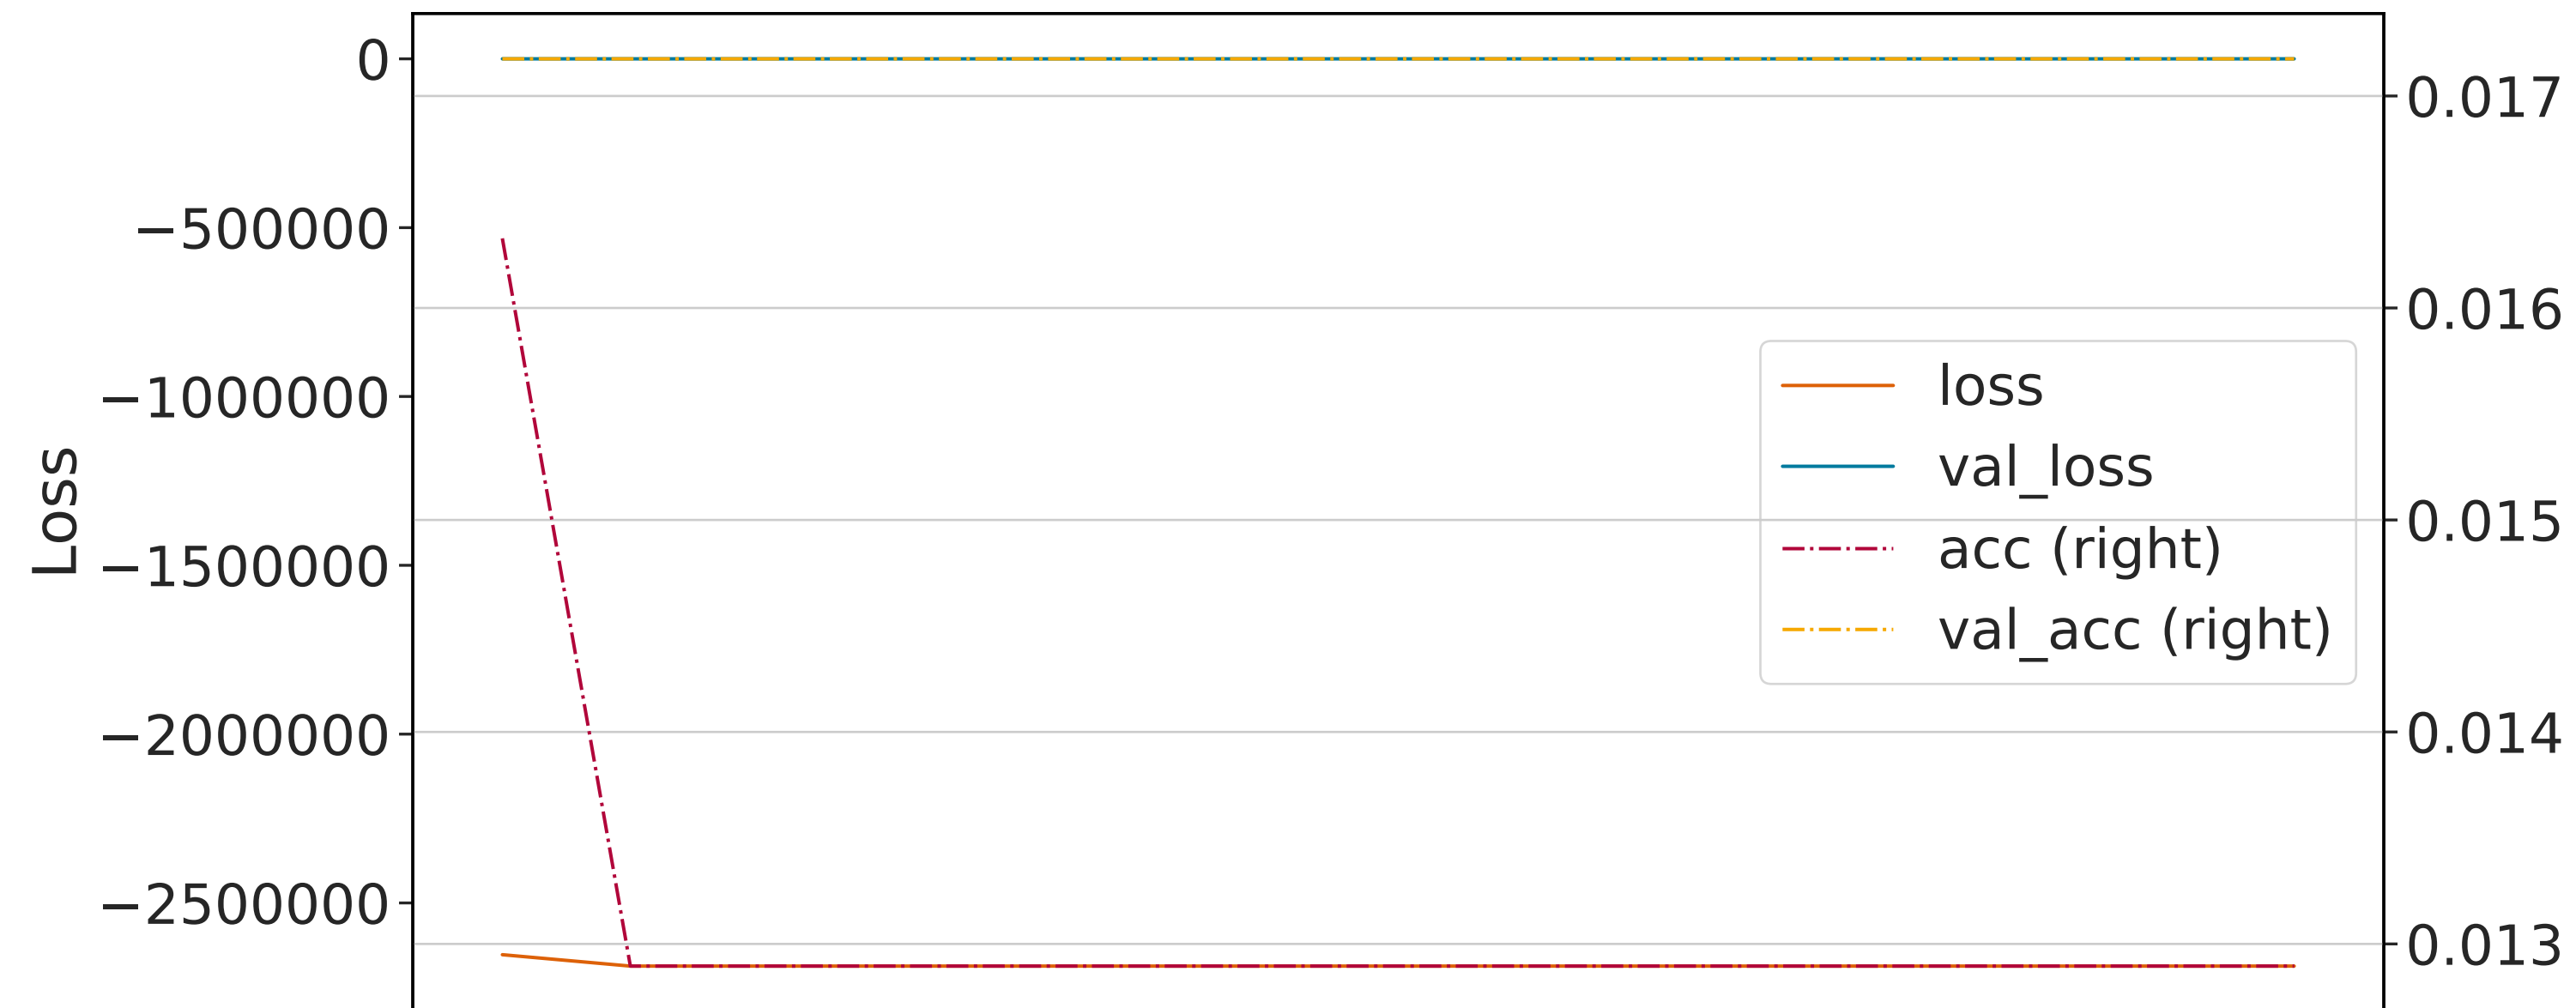 0
−500000
−1000000
−1500000
−2000000
−2500000
Loss
loss
val_loss
acc (right)
val_acc (right)
0.017
0.016
0.015
0.014
0.013